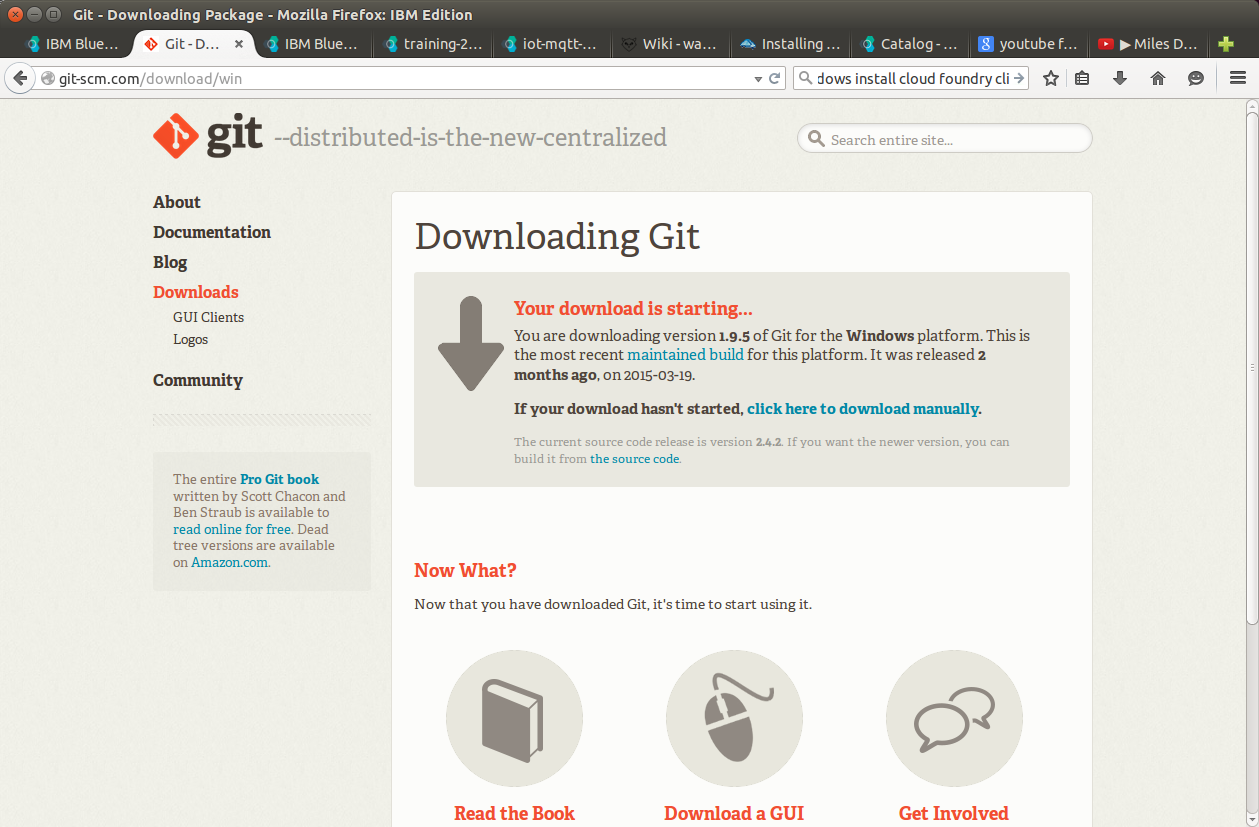 Git - Downloading Package - Mozilla Firefox: IBM Edition
IBM Blue...
Git - D...
IBM Blue...
training-2...
iot-mqtt-...
Wiki - wa...
Installing ...
Catalog - ...
youtube f...
▶ Miles D...
git-scm.com/download/win
dows install cloud foundry cli
git --distributed-is-the-new-centralized
Search entire site...
About
Documentation
Blog
Downloads
GUI Clients
Logos
Community
The entire Pro Git book
written by Scott Chacon and
Ben Straub is available to
read online for free. Dead
tree versions are available
on Amazon.com.
Downloading Git
Your download is starting...
You are downloading version 1.9.5 of Git for the Windows platform. This is
the most recent maintained build for this platform. It was released 2
months ago, on 2015-03-19.
If your download hasn't started, click here to download manually.
The current source code release is version 2.4.2. If you want the newer version, you can
build it from the source code.
Now What?
Now that you have downloaded Git, it's time to start using it.
Read the Book
Download a GUI
Get Involved